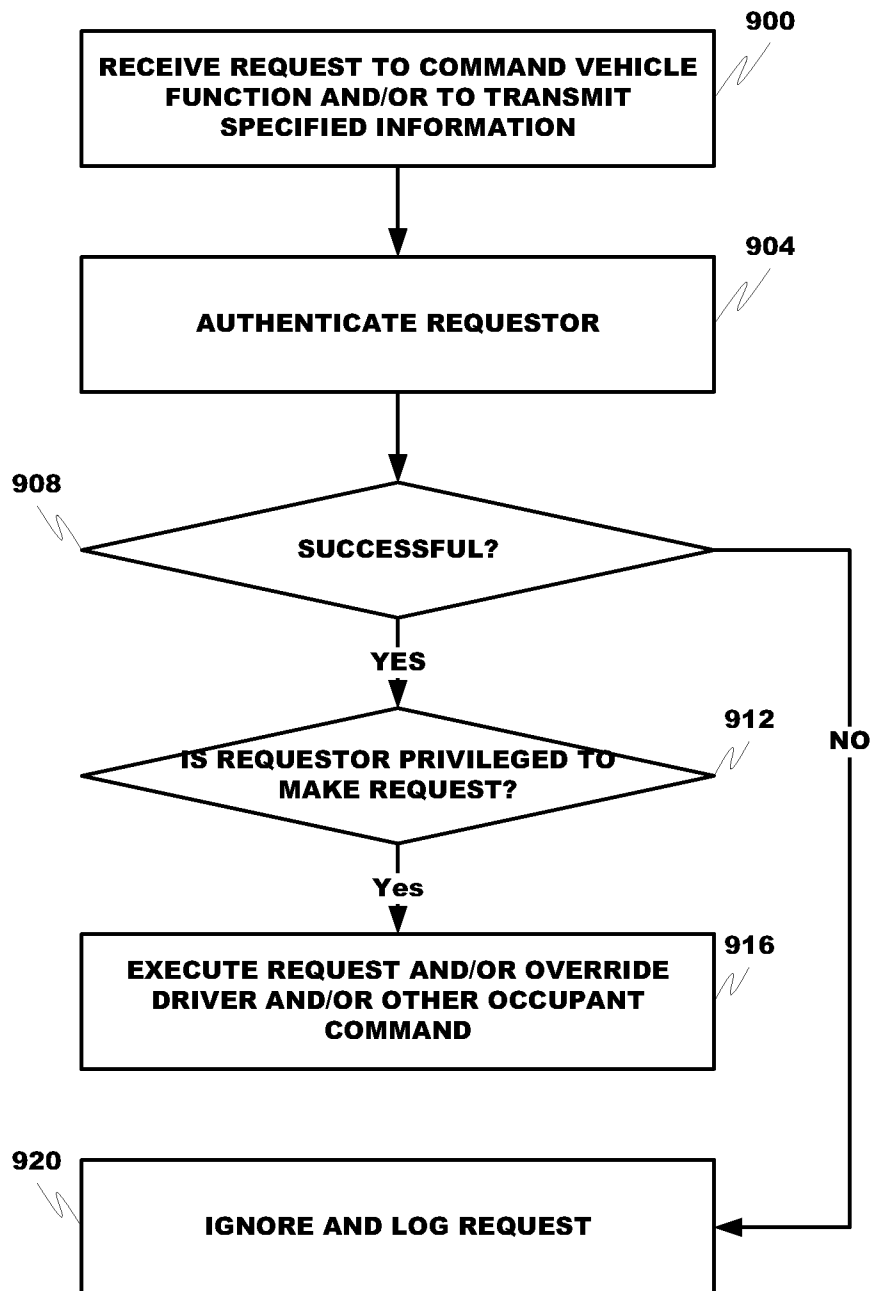 900
RECEIVE REQUEST TO COMMAND VEHICLE
FUNCTION AND/OR TO TRANSMIT
SPECIFIED INFORMATION
904
AUTHENTICATE REQUESTOR
908
SUCCESSFUL?
YES
912
NO
IS REQUESTOR PRIVILEGED TO
MAKE REQUEST?
Yes
916
EXECUTE REQUEST AND/OR OVERRIDE
DRIVER AND/OR OTHER OCCUPANT
COMMAND
920
IGNORE AND LOG REQUEST